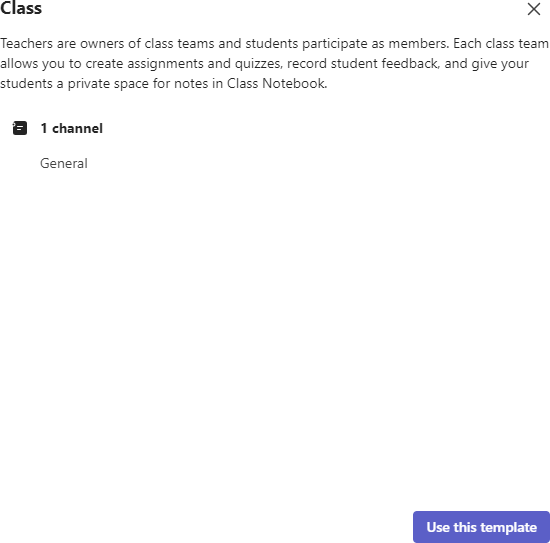 Class
Teachers are owners of class teams and students participate as members. Each class team
allows you to create assignments and quizzes, record student feedback, and give your
students a private space for notes in Class Notebook.
1 channel
General
Use this template